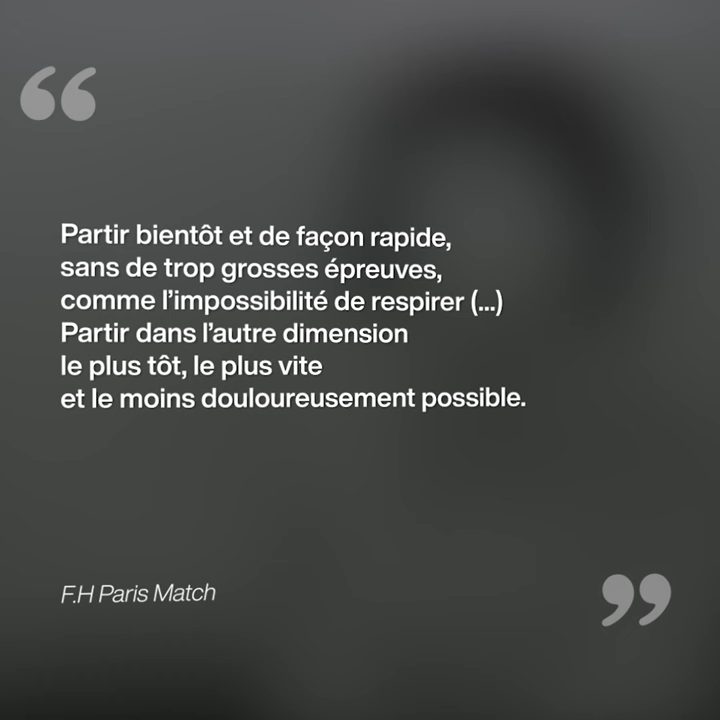 “
Partir bientôt et de façon rapide,
sans de trop grosses épreuves,
comme l’impossibilité de respirer (...)
Partir dans l’autre dimension
le plus tôt, le plus vite
et le moins douloureusement possible.
F.H Paris Match
”